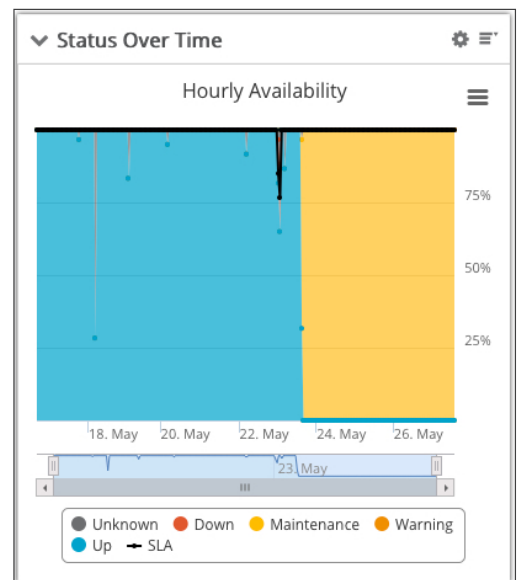 Status Over Time
Hourly Availability
75%
50%
25%
18. May 20. May 22. May 24. May 26. May
23. May
Unknown Down Maintenance Warning
Up SLA